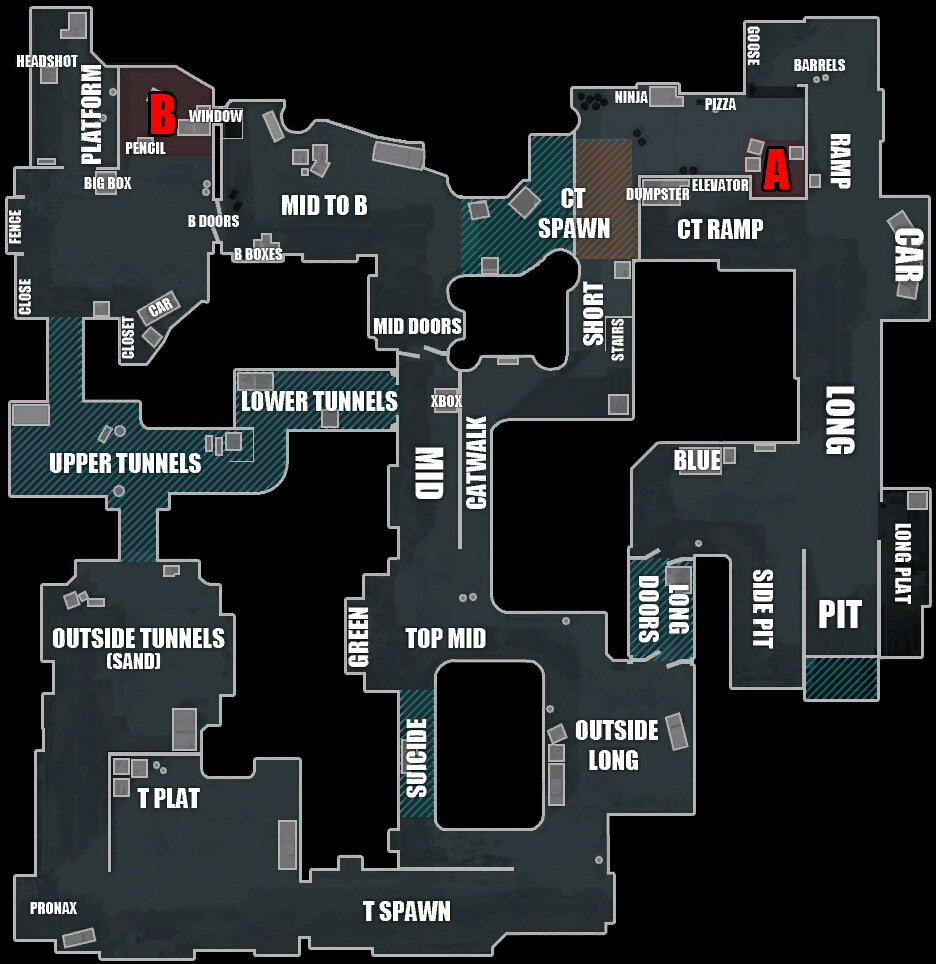 GOOSE
HEADSHOT
BARRELS
PLATFORM
NINJA
PIZZA
B
WINDOW
PENCIL
RAMP
A
BIG BOX
DUMPSTER
ELEVATOR
MID TO B
CT
SPAWN
CT RAMP
FENCE
B DOORS
B BOXES
CAR
CLOSE
CAR
CLOSET
MID DOORS
SHORT
STAIRS
LOWER TUNNELS
XBOX
LONG
UPPER TUNNELS
MID
CATWALK
BLUE
LONG PLAT
LONG
DOORS
SIDE PIT
PIT
OUTSIDE TUNNELS
(SAND)
GREEN
TOP MID
SUICIDE
OUTSIDE
LONG
T PLAT
PRONAX
T SPAWN